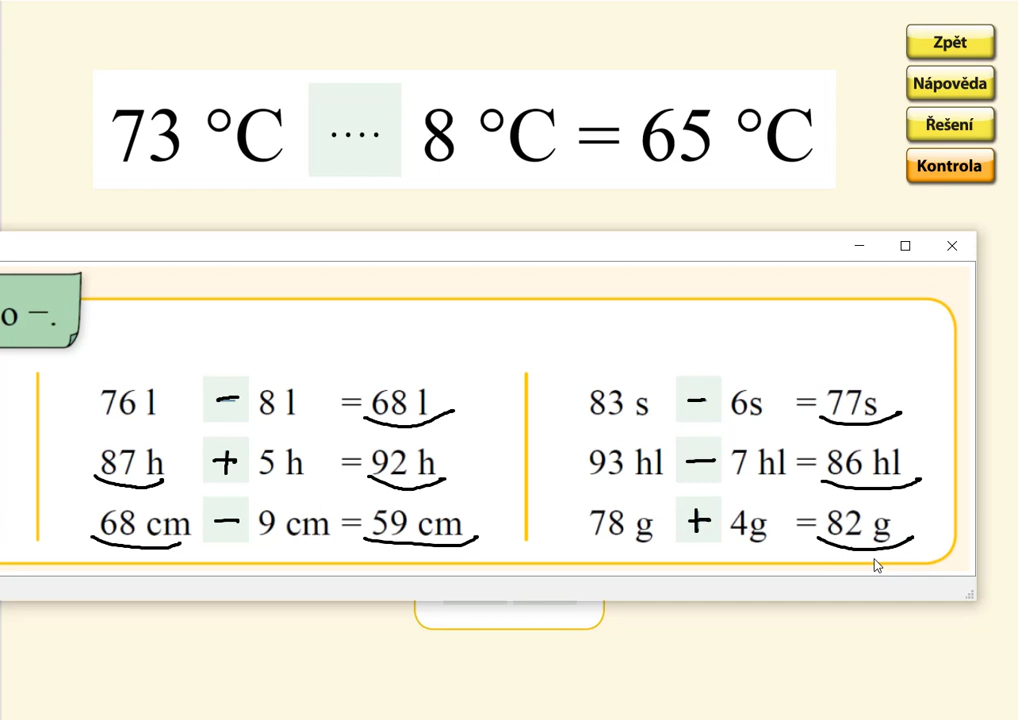 Zpět
Nápověda
Řešení
Kontrola
73 °C .... 8 °C = 65 °C
o –.
76 l - 8 l = 68 l
87 h + 5 h = 92 h
68 cm - 9 cm = 59 cm
83 s - 6s = 77s
93 hl - 7 hl = 86 hl
78 g + 4g = 82 g